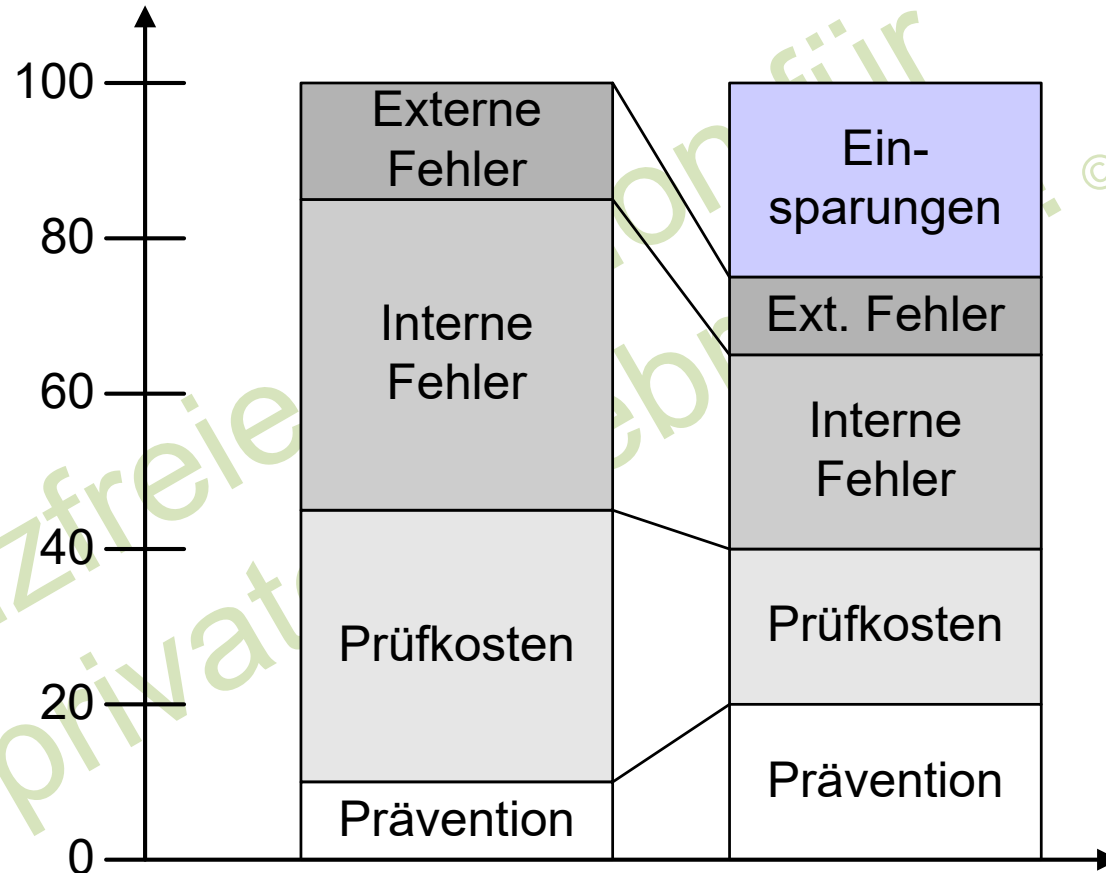 100
80
60
40
20
0
Externe
Fehler
Interne
Fehler
Prüfkosten
Prävention
Ein-
sparungen
Ext. Fehler
Interne
Fehler
Prüfkosten
Prävention
©